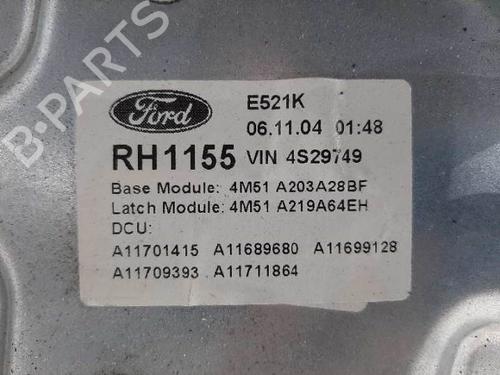 Ford E521K
06.11.04 01:48
RH1155 VIN 4S29749
Base Module: 4M51 A203A28BF
Latch Module: 4M51 A219A64EH
DCU:
A11701415 A11689680 A11699128
A11709393 A11711864
B-PARTS